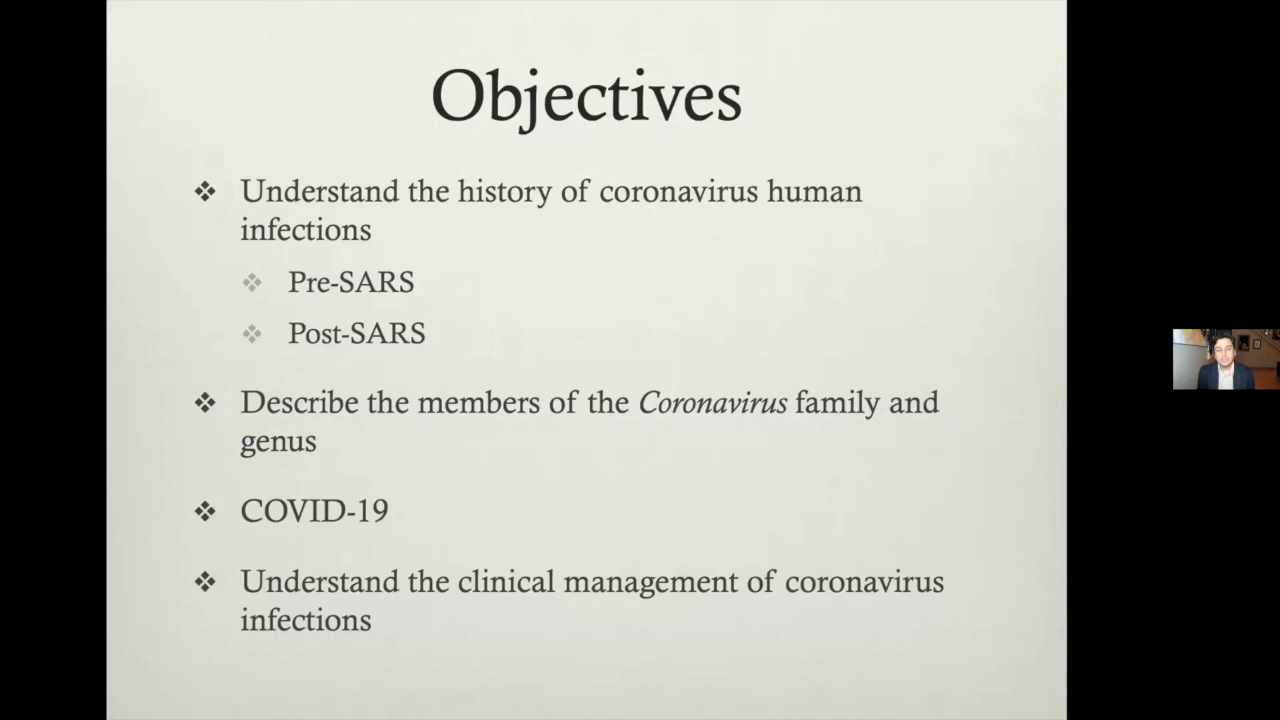 Objectives
Understand the history of coronavirus human
infections
Pre-SARS
Post-SARS
Describe the members of the Coronavirus family and
genus
COVID-19
Understand the clinical management of coronavirus
infections